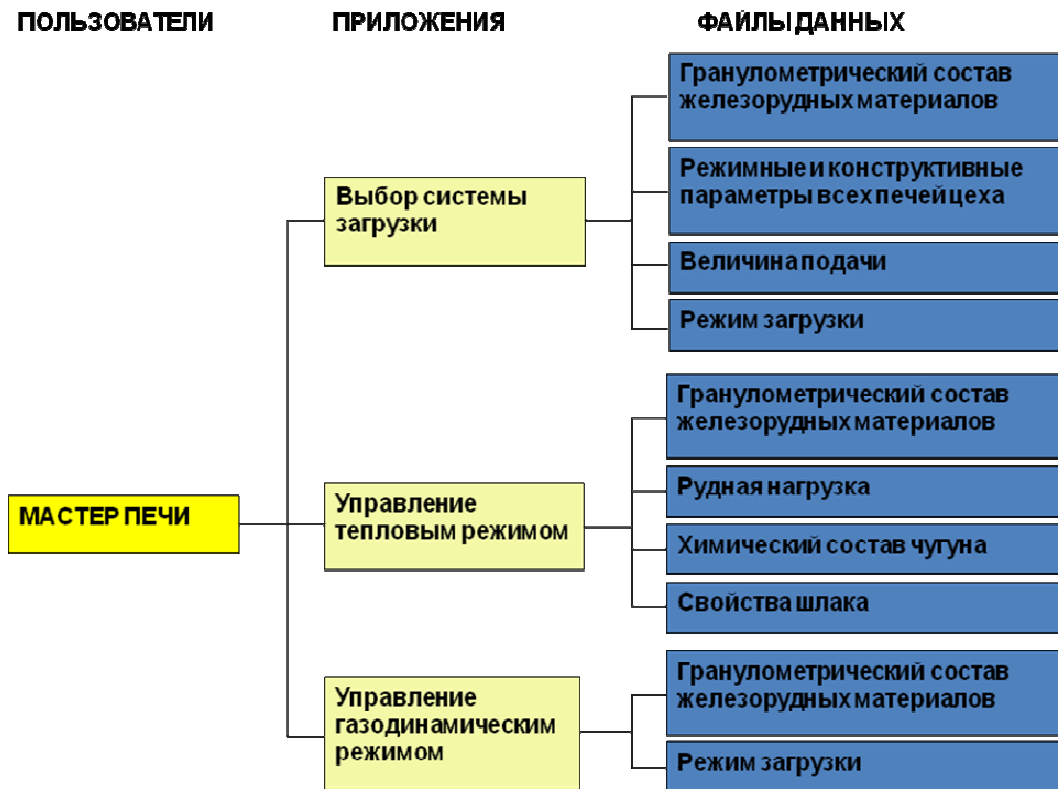 ПОЛЬЗОВАТЕЛИ ПРИЛОЖЕНИЯ ФАЙЛЫ ДАННЫХ
Гранулометрический состав
железорудных материалов
Режимные и конструктивные
параметры всех печей цеха
Выбор системы
загрузки
Величина подачи
Режим загрузки
Гранулометрический состав
железорудных материалов
Рудная нагрузка
МАСТЕР ПЕЧИ
Управление
тепловым режимом
Химический состав чугуна
Свойства шлака
Гранулометрический состав
железорудных материалов
Управление
газодинамическим
режимом
Режим загрузки